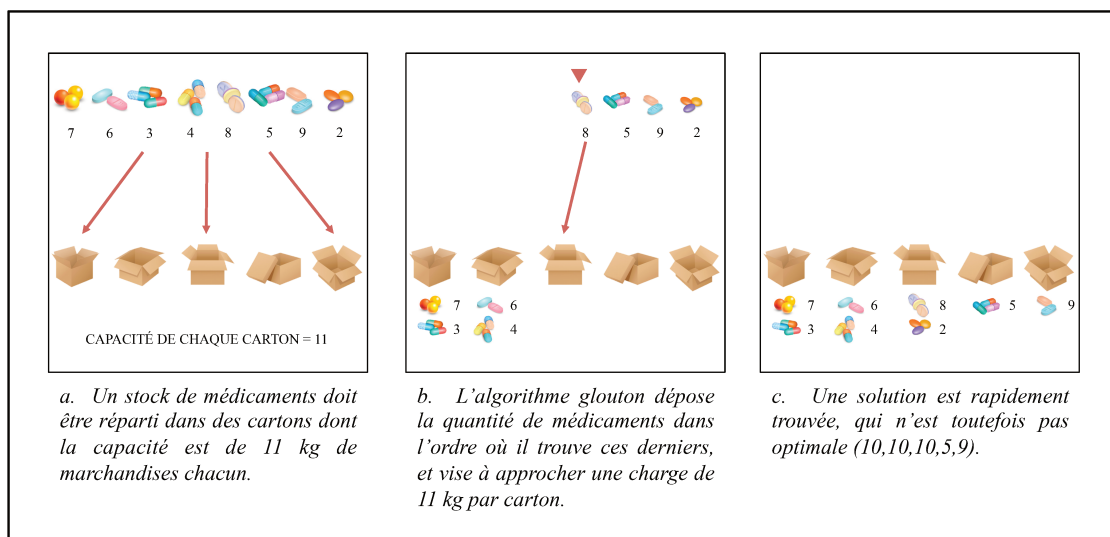 7 6 3 4 8 5 9 2
CAPACITÉ DE CHAQUE CARTON = 11
a. Un stock de médicaments doit
être réparti dans des cartons dont
la capacité est de 11 kg de
marchandises chacun.
8 5 9 2
7 6
3 4
b. L’algorithme glouton dépose
la quantité de médicaments dans
l’ordre où il trouve ces derniers,
et vise à approcher une charge de
11 kg par carton.
7 6 8 5 9
3 4 2
c. Une solution est rapidement
trouvée, qui n’est toutefois pas
optimale (10,10,10,5,9).